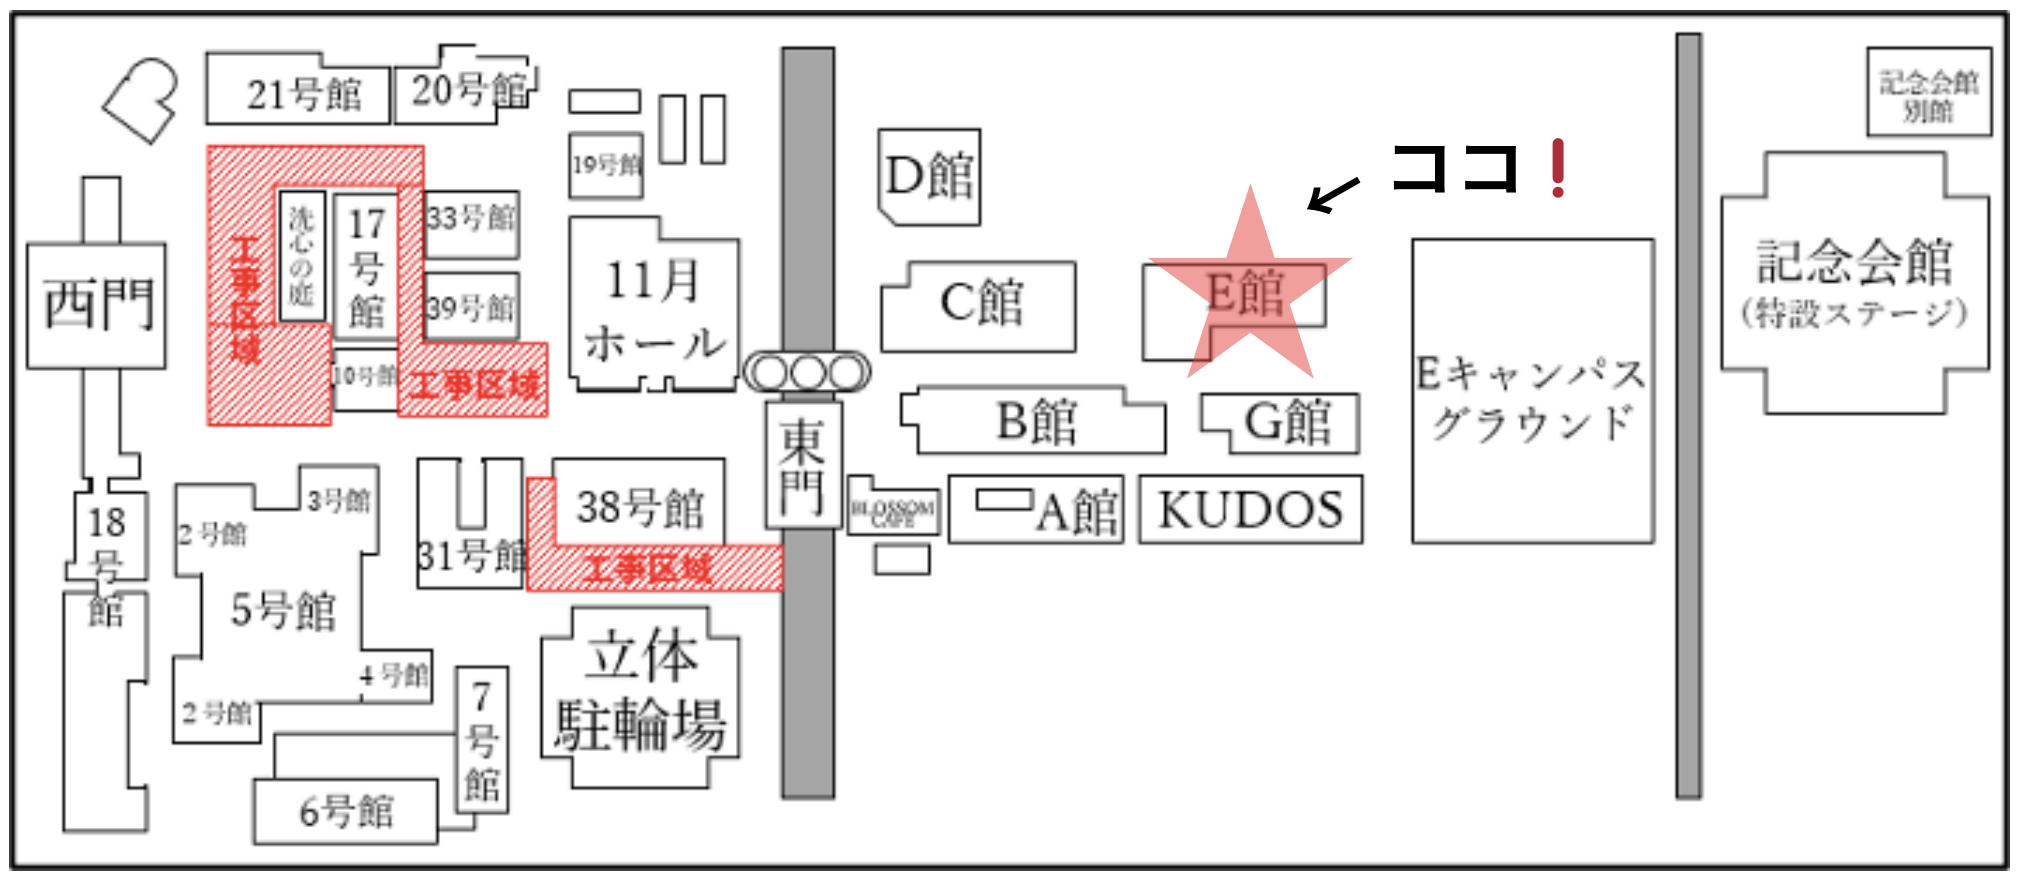 21号館
20号館
19号館
工事区域
洗心の庭
17号館
33号館
39号館
10号館
工事区域
11月
ホール
西門
18号館
2号館
3号館
5号館
4号館
2号館
7号館
6号館
31号館
38号館
工事区域
立体
駐輪場
東門
D館
C館
E館
ココ!
B館
G館
BLOSSOM
CAFE
A館
KUDOS
Eキャンパス
グラウンド
記念会館
別館
記念会館
(特設ステージ)